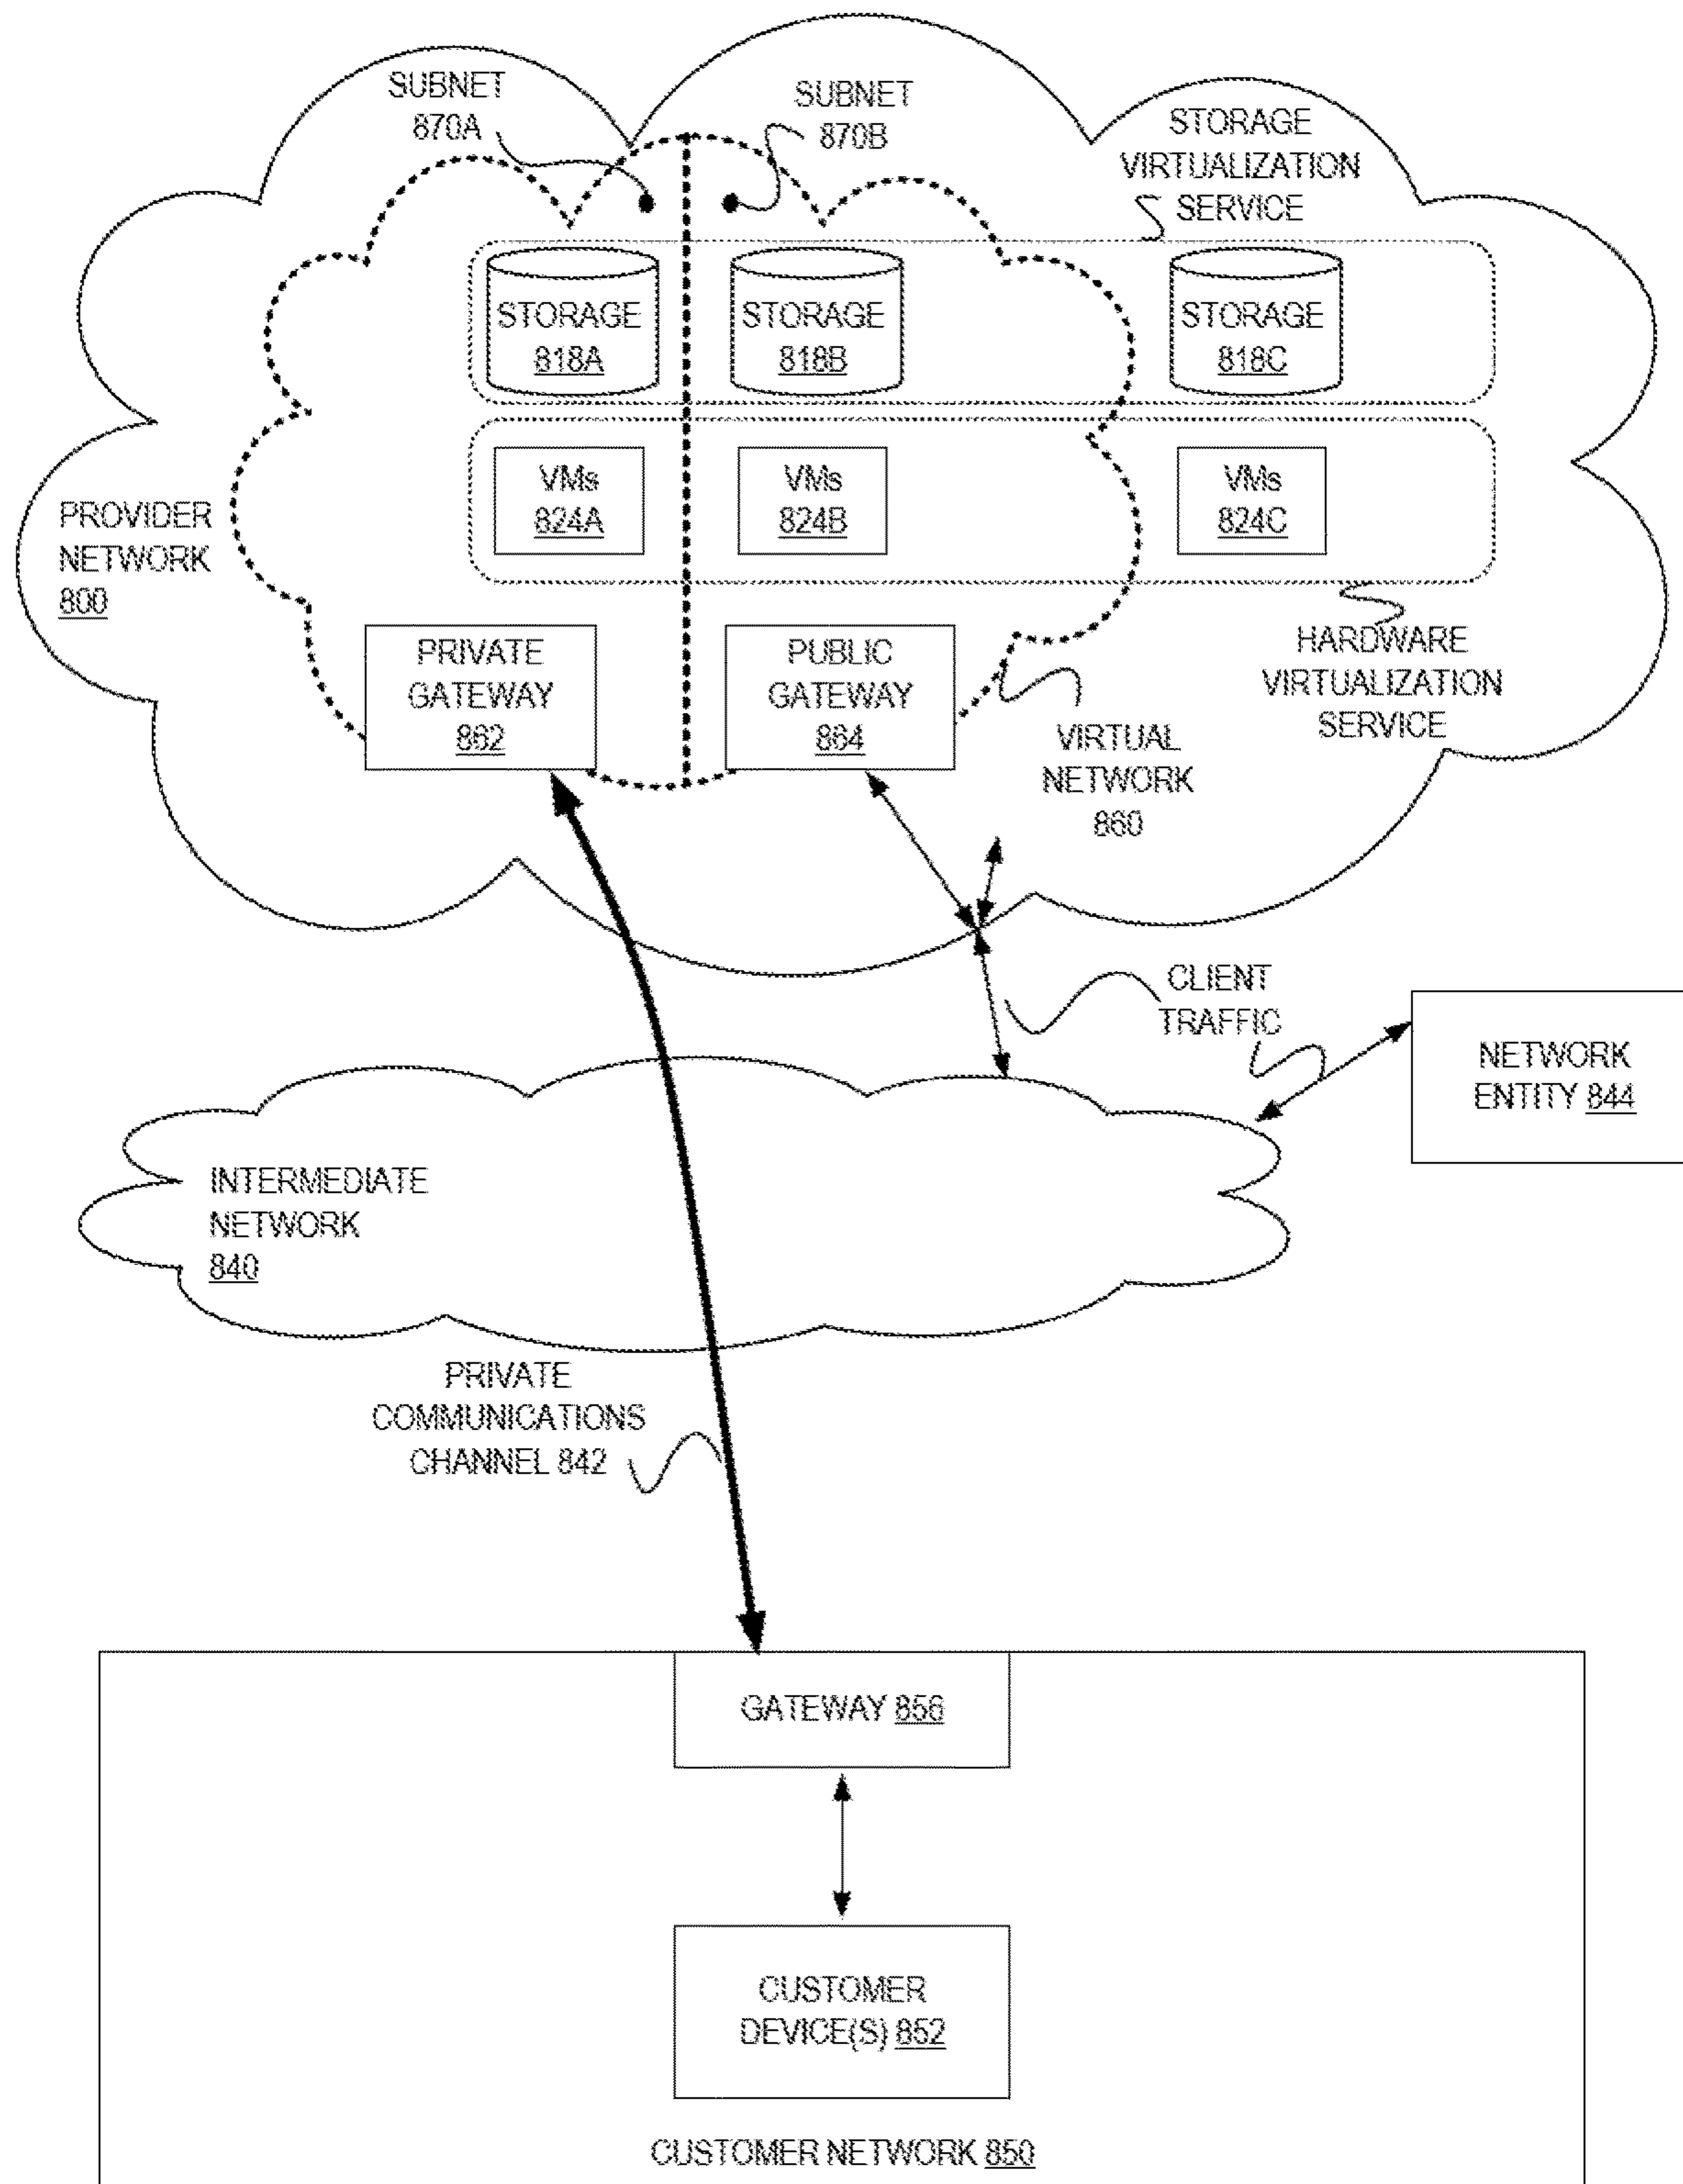 SUBNET
870A
SUBNET
870B
STORAGE
VIRTUALIZATION
SERVICE
STORAGE
818A
STORAGE
818B
STORAGE
818C
VMs
824A
VMs
824B
VMs
824C
PROVIDER
NETWORK
800
PRIVATE
GATEWAY
862
PUBLIC
GATEWAY
864
HARDWARE
VIRTUALIZATION
SERVICE
VIRTUAL
NETWORK
860
CLIENT
TRAFFIC
NETWORK
ENTITY 844
INTERMEDIATE
NETWORK
840
PRIVATE
COMMUNICATIONS
CHANNEL 842
GATEWAY 856
CUSTOMER
DEVICE(S) 852
CUSTOMER NETWORK 850